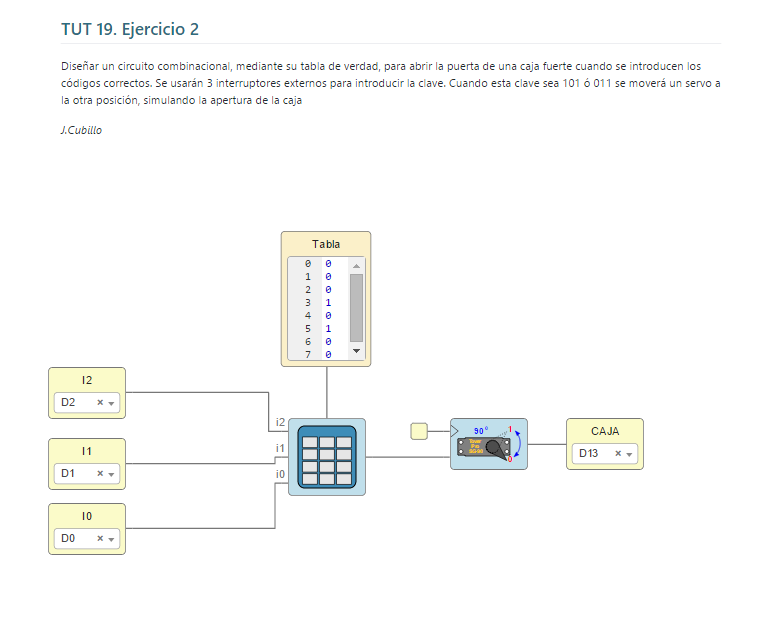 TUT 19. Ejercicio 2
Diseñar un circuito combinacional, mediante su tabla de verdad, para abrir la puerta de una caja fuerte cuando se introducen los
códigos correctos. Se usarán 3 interruptores externos para introducir la clave. Cuando esta clave sea 101 ó 011 se moverá un servo a
la otra posición, simulando la apertura de la caja
J.Cubillo
Tabla
0 0
1 0
2 0
3 1
4 0
5 1
6 0
7 0
I2
D2
I1
D1
I0
D0
i2
i1
i0
90°
1
0
CAJA
D13